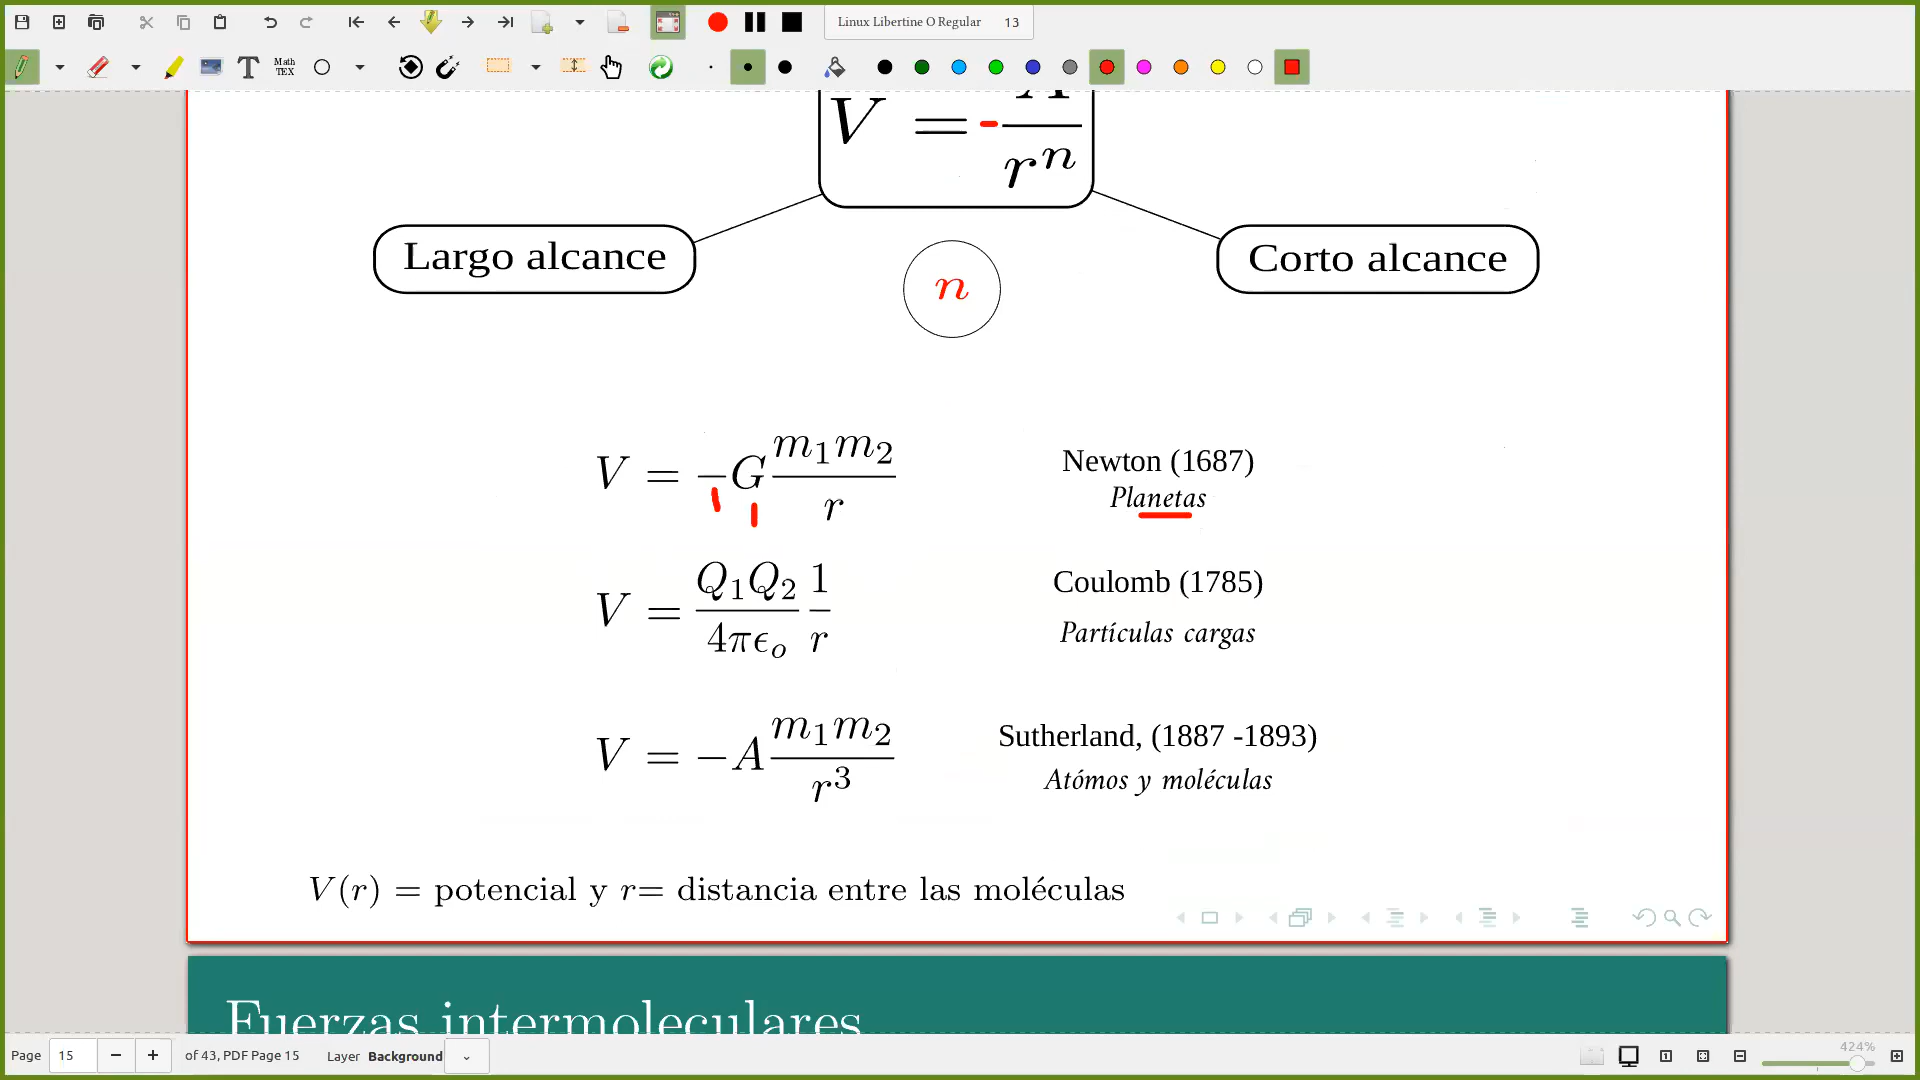 Linux Libertine O Regular 13
Math
TEX
V = - A / r^n
Largo alcance
n
Corto alcance
V = −G m₁m₂ / r
Newton (1687)
Planetas
V = Q₁Q₂ / 4πϵₒ 1 / r
Coulomb (1785)
Partículas cargas
V = −A m₁m₂ / r³
Sutherland, (1887 -1893)
Atómos y moléculas
V(r) = potencial y r= distancia entre las moléculas
Fuerzas intermoleculares
424%
Page 15 of 43, PDF Page 15 Layer Background